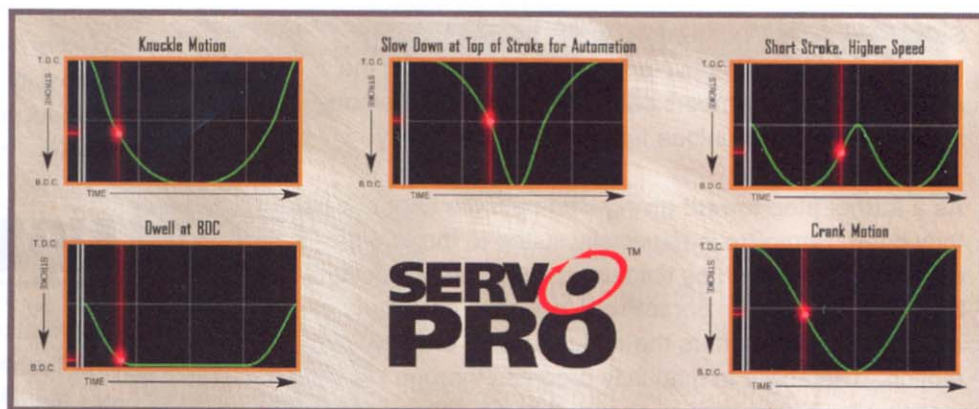 Knuckle Motion
T.D.C.
STROKE
B.D.C.
TIME
Slow Down at Top of Stroke for Automation
T.D.C.
STROKE
B.D.C.
TIME
Short Stroke, Higher Speed
T.D.C.
STROKE
B.D.C.
TIME
Dwell at BDC
T.D.C.
STROKE
B.D.C.
TIME
SERVO
PRO
™
Crank Motion
T.D.C.
STROKE
B.D.C.
TIME